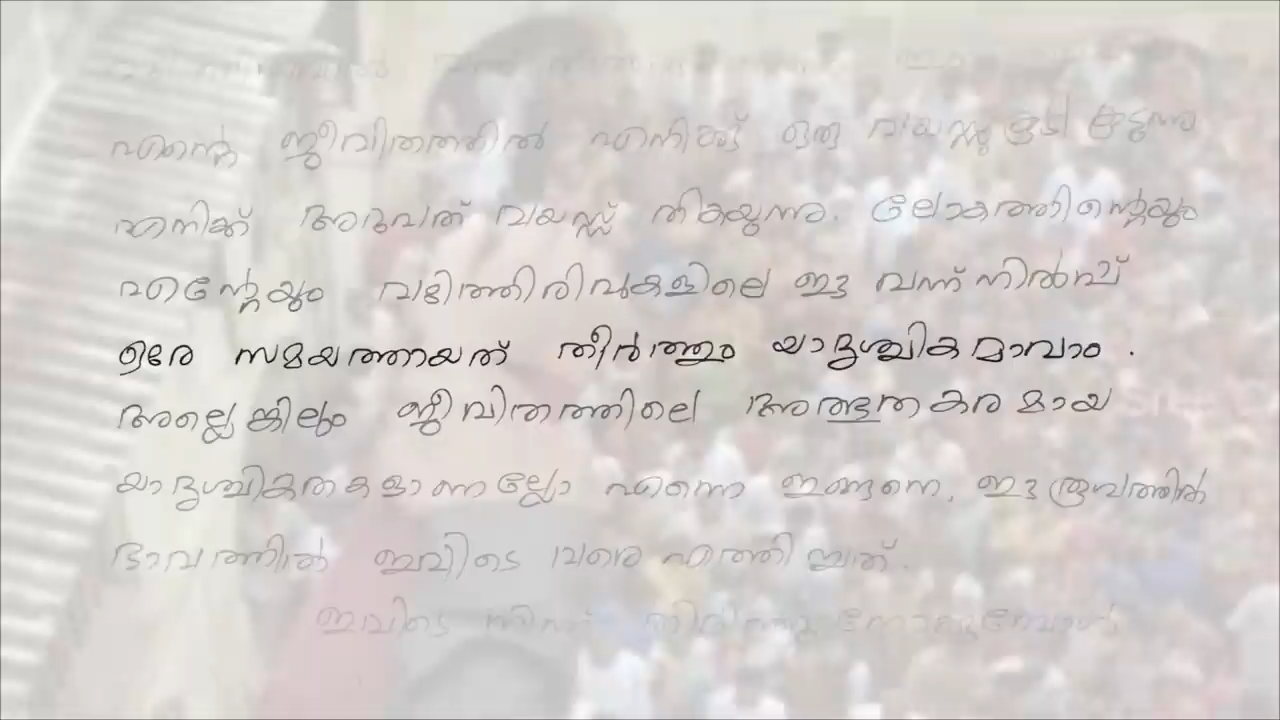 എന്റെ ജീവിതത്തിൽ എനിക്ക് ഒരു വയസ്സു കൂടി കൂടുന്നു
എനിക്ക് അറുപത് വയസ്സ് തികയുന്നു. ലോകത്തിന്റെയും
എന്റേയും വഴിത്തിരിവുകളിലെ ഈ വന്ന് നിൽപ്പ്
ഒരേ സമയത്തായത് തീർത്തും യാദൃശ്ചികമാവാം .
അല്ലെങ്കിലും ജീവിതത്തിലെ അത്ഭുതകരമായ
യാദൃശ്ചികതകളാണല്ലോ എന്നെ ഇങ്ങനെ, ഈ രൂപത്തിൽ
ഭാവത്തിൽ ഇവിടെ വരെ എത്തിച്ചത്.
ഇവിടെ നിന്ന് തിരിഞ്ഞു നോക്കുമ്പോൾ